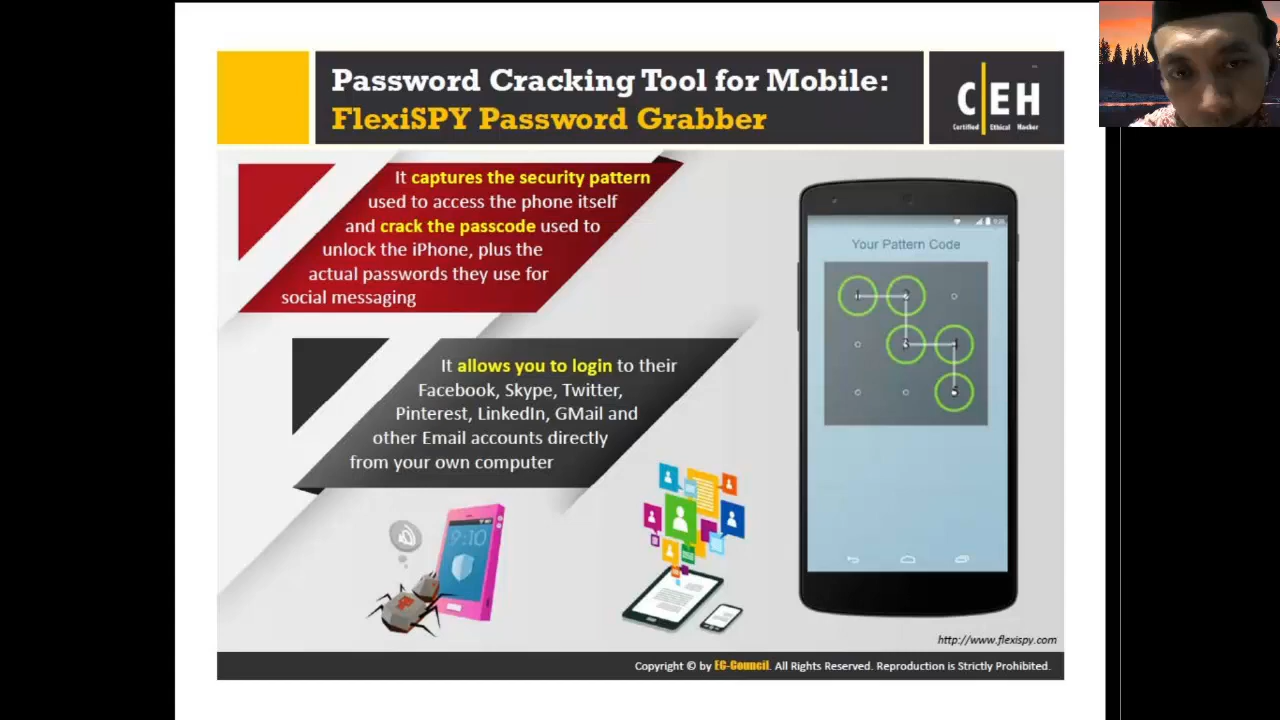 Password Cracking Tool for Mobile:
FlexiSPY Password Grabber
C|EH
Certified Ethical Hacker
It captures the security pattern
used to access the phone itself
and crack the passcode used to
unlock the iPhone, plus the
actual passwords they use for
social messaging
It allows you to login to their
Facebook, Skype, Twitter,
Pinterest, LinkedIn, GMail and
other Email accounts directly
from your own computer
Your Pattern Code
9:10
http://www.flexispy.com
Copyright © by EC-Council. All Rights Reserved. Reproduction is Strictly Prohibited.